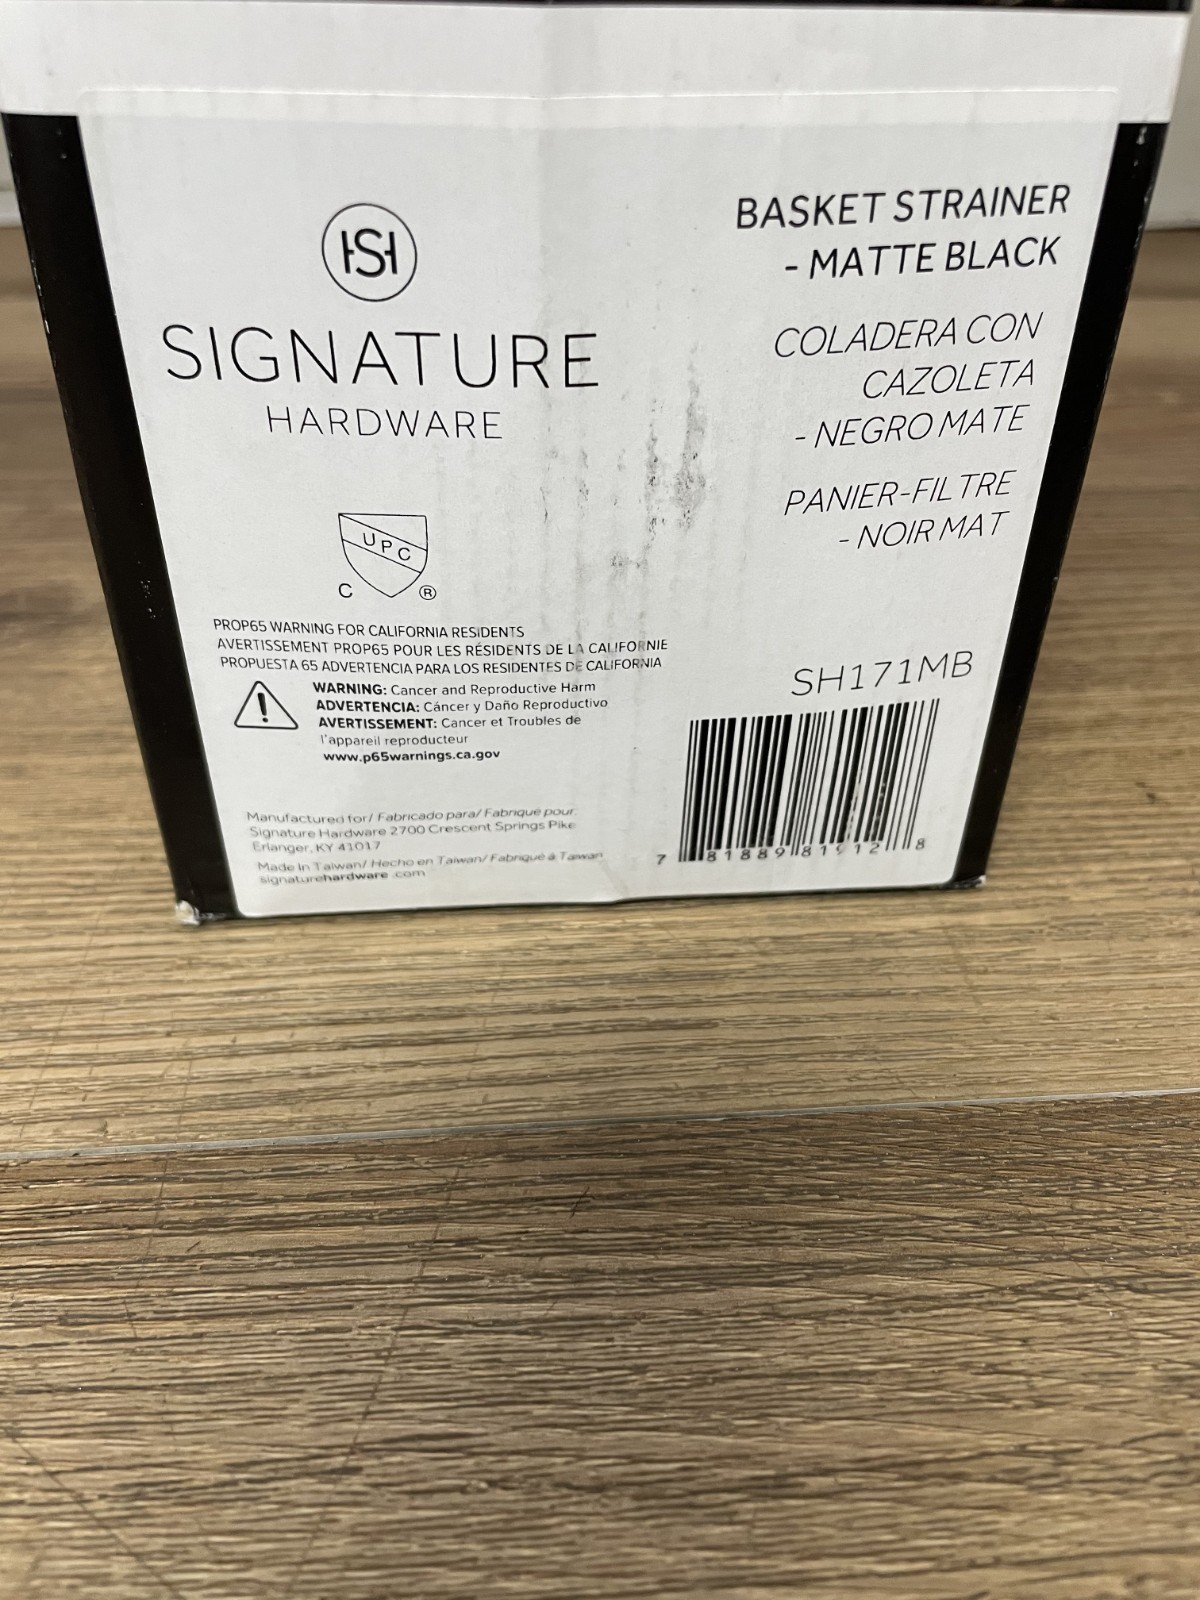 HS
SIGNATURE
HARDWARE
BASKET STRAINER
- MATTE BLACK
COLADERA CON
CAZOLETA
- NEGRO MATE
PANIER-FILTRE
- NOIR MAT
UPC
C ®
PROP65 WARNING FOR CALIFORNIA RESIDENTS
AVERTISSEMENT PROP65 POUR LES RÉSIDENTS DE LA CALIFORNIE
PROPUESTA 65 ADVERTENCIA PARA LOS RESIDENTES DE CALIFORNIA
WARNING: Cancer and Reproductive Harm
ADVERTENCIA: Cáncer y Daño Reproductivo
AVERTISSEMENT: Cancer et Troubles de
l'appareil reproducteur
www.p65warnings.ca.gov
Manufactured for/ Fabricado para/ Fabriqué pour:
Signature Hardware 2700 Crescent Springs Pike
Erlanger, KY 41017
Made In Taiwan/ Hecho en Taiwan/ Fabriqué à Taiwan
signaturehardware .com
SH171MB
7 81889 81912 8